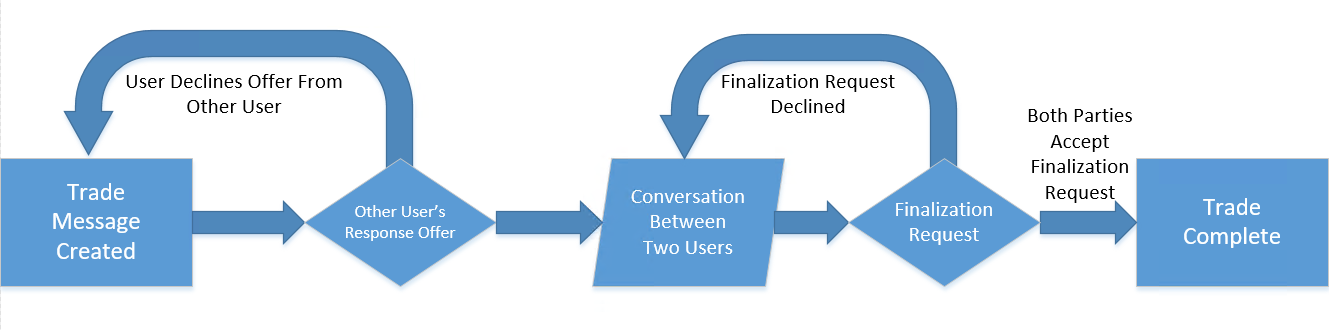 User Declines Offer From
Other User
Finalization Request
Declined
Both Parties
Accept
Finalization
Request
Trade
Message
Created
Other User’s
Response Offer
Conversation
Between
Two Users
Finalization
Request
Trade
Complete